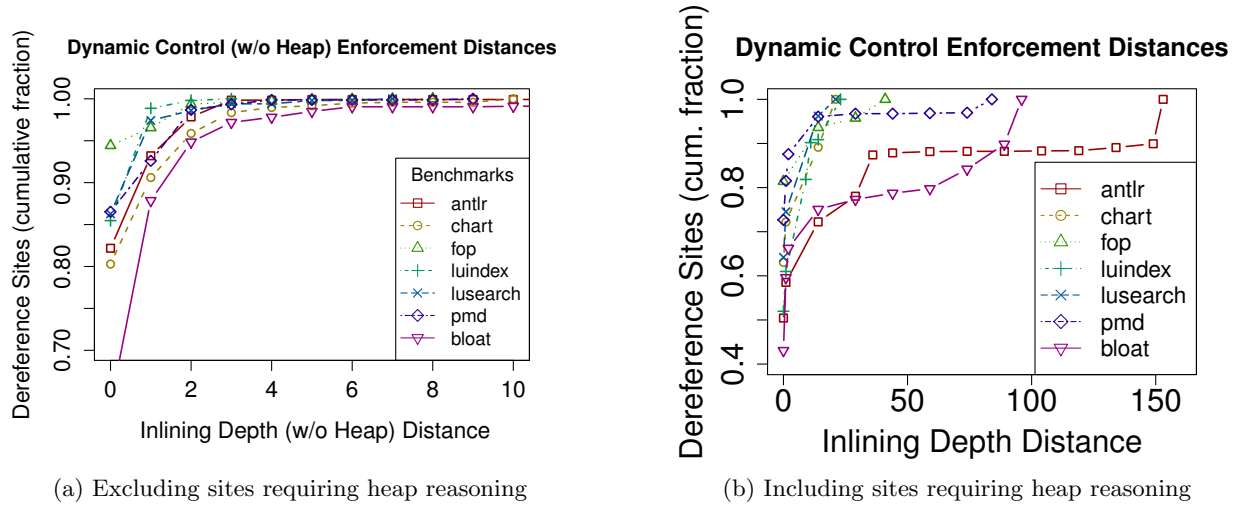 Dynamic Control (w/o Heap) Enforcement Distances
Dereference Sites (cumulative fraction)
1.00
0.90
0.80
0.70
Benchmarks
antlr
chart
fop
luindex
lusearch
pmd
bloat
0 2 4 6 8 10
Inlining Depth (w/o Heap) Distance
(a) Excluding sites requiring heap reasoning
Dynamic Control Enforcement Distances
Dereference Sites (cum. fraction)
1.0
0.8
0.6
0.4
antlr
chart
fop
luindex
lusearch
pmd
bloat
0 50 100 150
Inlining Depth Distance
(b) Including sites requiring heap reasoning